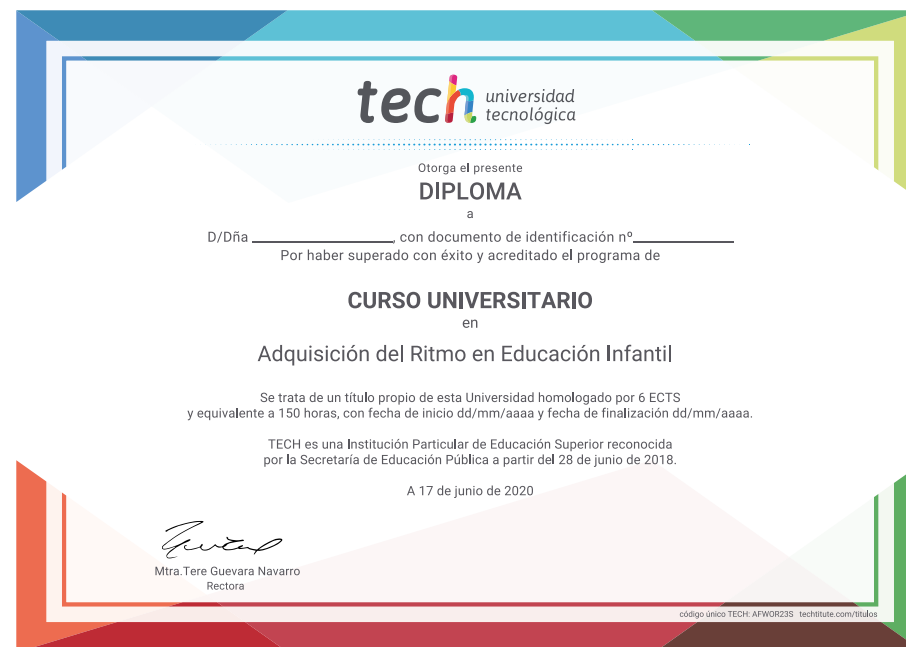 tech universidad
tecnológica
Otorga el presente
DIPLOMA
a
D/Dña ____________________, con documento de identificación nº______________
Por haber superado con éxito y acreditado el programa de
CURSO UNIVERSITARIO
en
Adquisición del Ritmo en Educación Infantil
Se trata de un título propio de esta Universidad homologado por 6 ECTS
y equivalente a 150 horas, con fecha de inicio dd/mm/aaaa y fecha de finalización dd/mm/aaaa.
TECH es una Institución Particular de Educación Superior reconocida
por la Secretaría de Educación Pública a partir del 28 de junio de 2018.
A 17 de junio de 2020
Mtra.Tere Guevara Navarro
Rectora
código único TECH: AFWOR23S techtitute.com/titulos